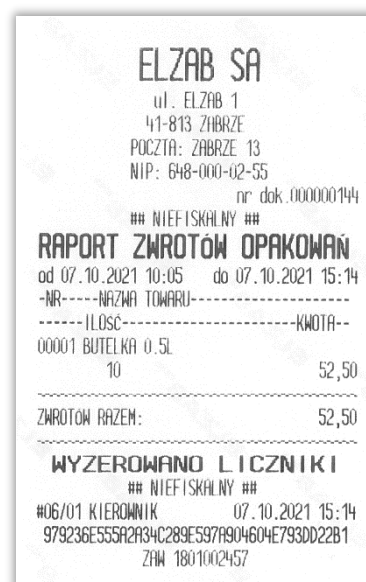 ELZAB SA
ul. ELZAB 1
41-813 ZABRZE
POCZTA: ZABRZE 13
NIP: 648-000-02-55
nr dok.000000144
## NIEFISKALNY ##
RAPORT ZWROTÓW OPAKOWAŃ
od 07.10.2021 10:05 do 07.10.2021 15:14
-NR-----NAZWA TOWARU--------------------
------ILOŚĆ----------------------KWOTA--
00001 BUTELKA 0.5L
10 52,50
ZWROTÓW RAZEM: 52,50
WYZEROWANO LICZNIKI
## NIEFISKALNY ##
#06/01 KIEROWNIK 07.10.2021 15:14
979236E555A2A34C289E597A904604E793DD22B1
ZAW 1801002457